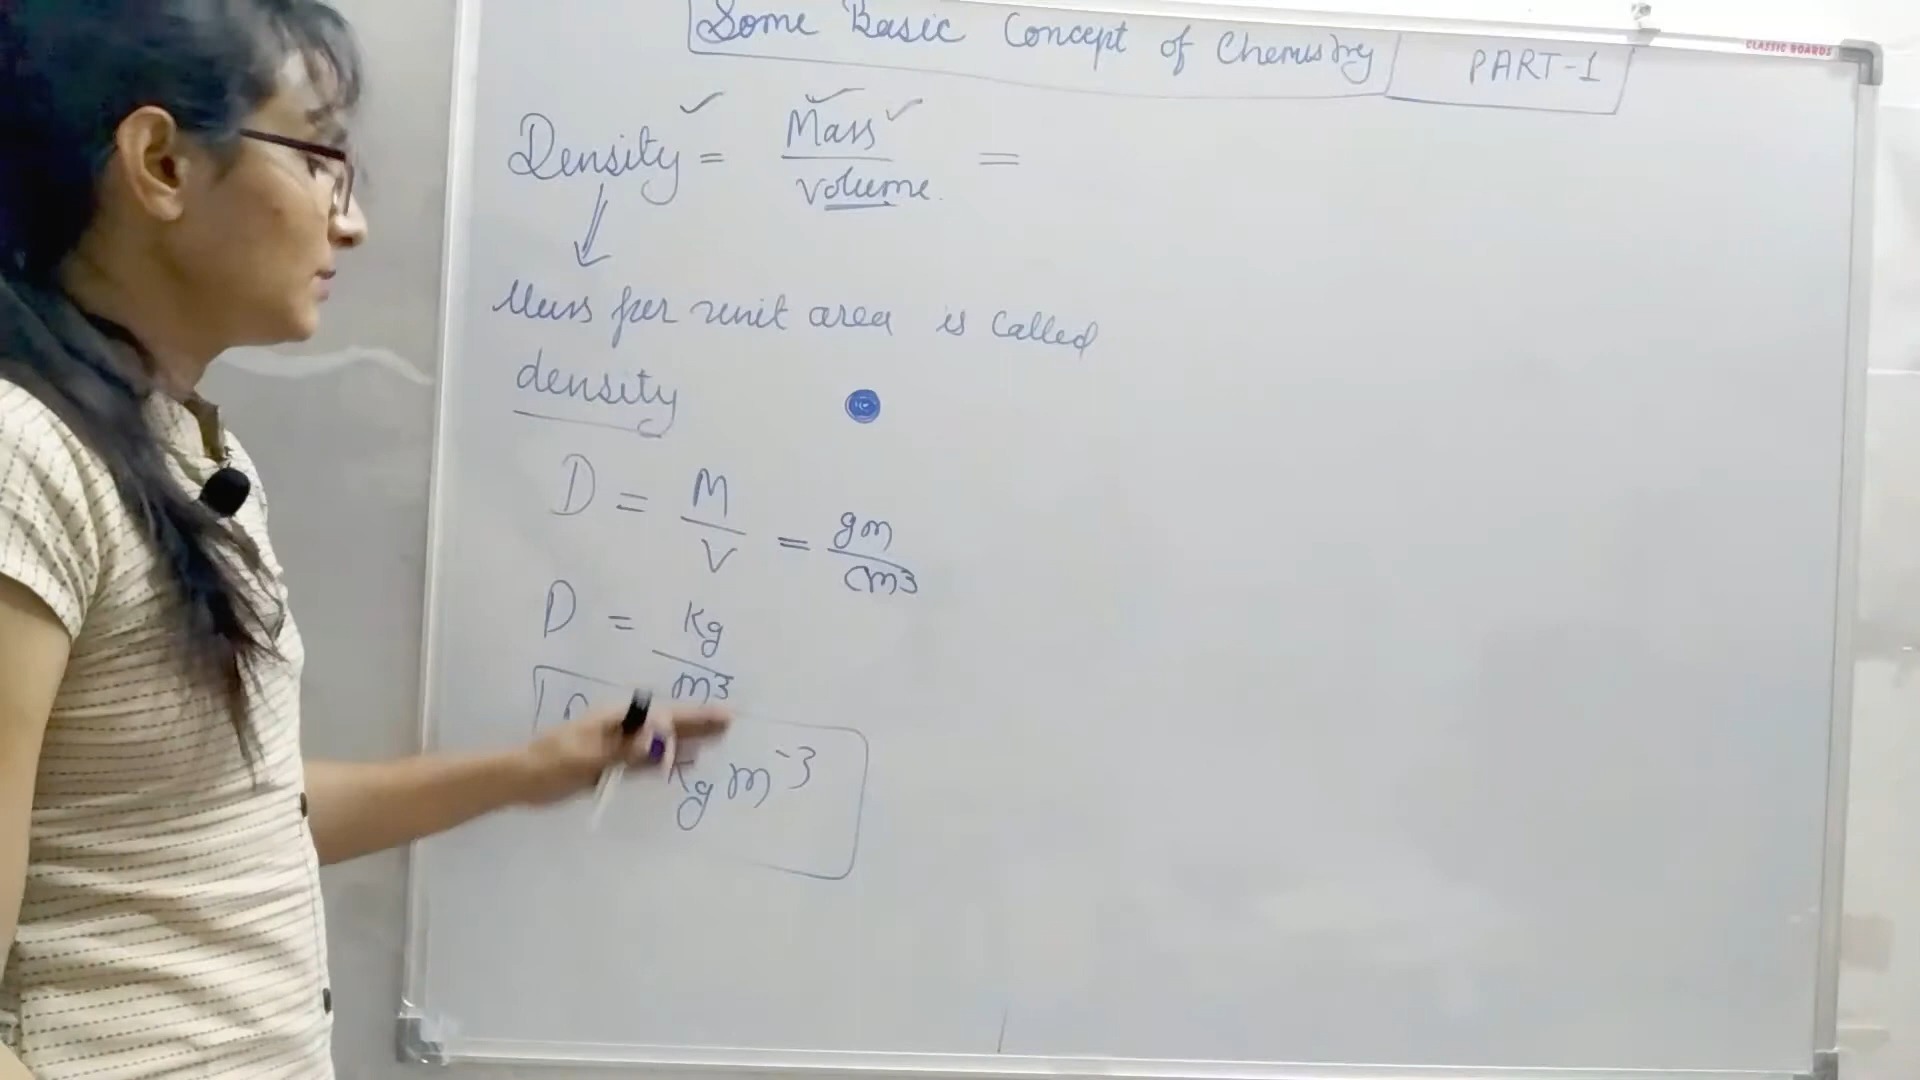 Some Basic Concept of Chemistry PART-1
CLASSIC BOARDS
Density = Mass / volume. =
Mass per unit area is called
density
D = M / V = gm / cm3
D = Kg / m3
Kg m-3